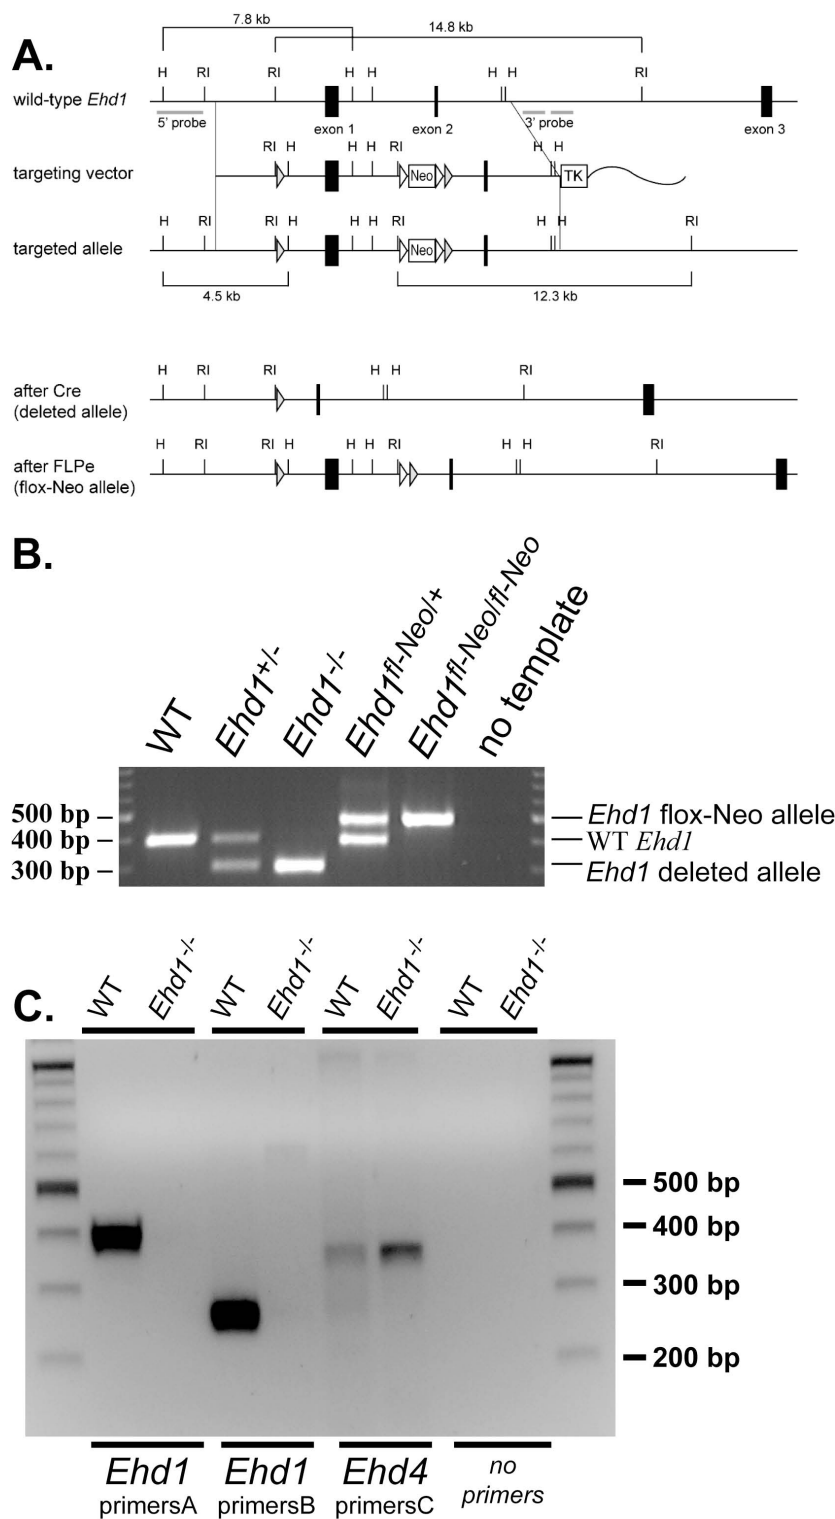 A.
7.8 kb
14.8 kb
H RI RI H H H H RI
wild-type Ehd1
5' probe exon 1 exon 2 3' probe exon 3
RI H H H RI H H
targeting vector Neo TK
H RI RI H H H RI H H RI
targeted allele Neo
4.5 kb 12.3 kb
H RI RI H H RI
after Cre
(deleted allele)
H RI RI H H H RI H H RI
after FLPe
(flox-Neo allele)
B.
WT Ehd1+/- Ehd1-/- Ehd1fl-Neo/+ Ehd1fl-Neo/fl-Neo no template
500 bp Ehd1 flox-Neo allele
400 bp WT Ehd1
300 bp Ehd1 deleted allele
C.
WT Ehd1-/- WT Ehd1-/- WT Ehd1-/- WT Ehd1-/-
500 bp
400 bp
300 bp
200 bp
Ehd1 Ehd1 Ehd4 no
primersA primersB primersC primers